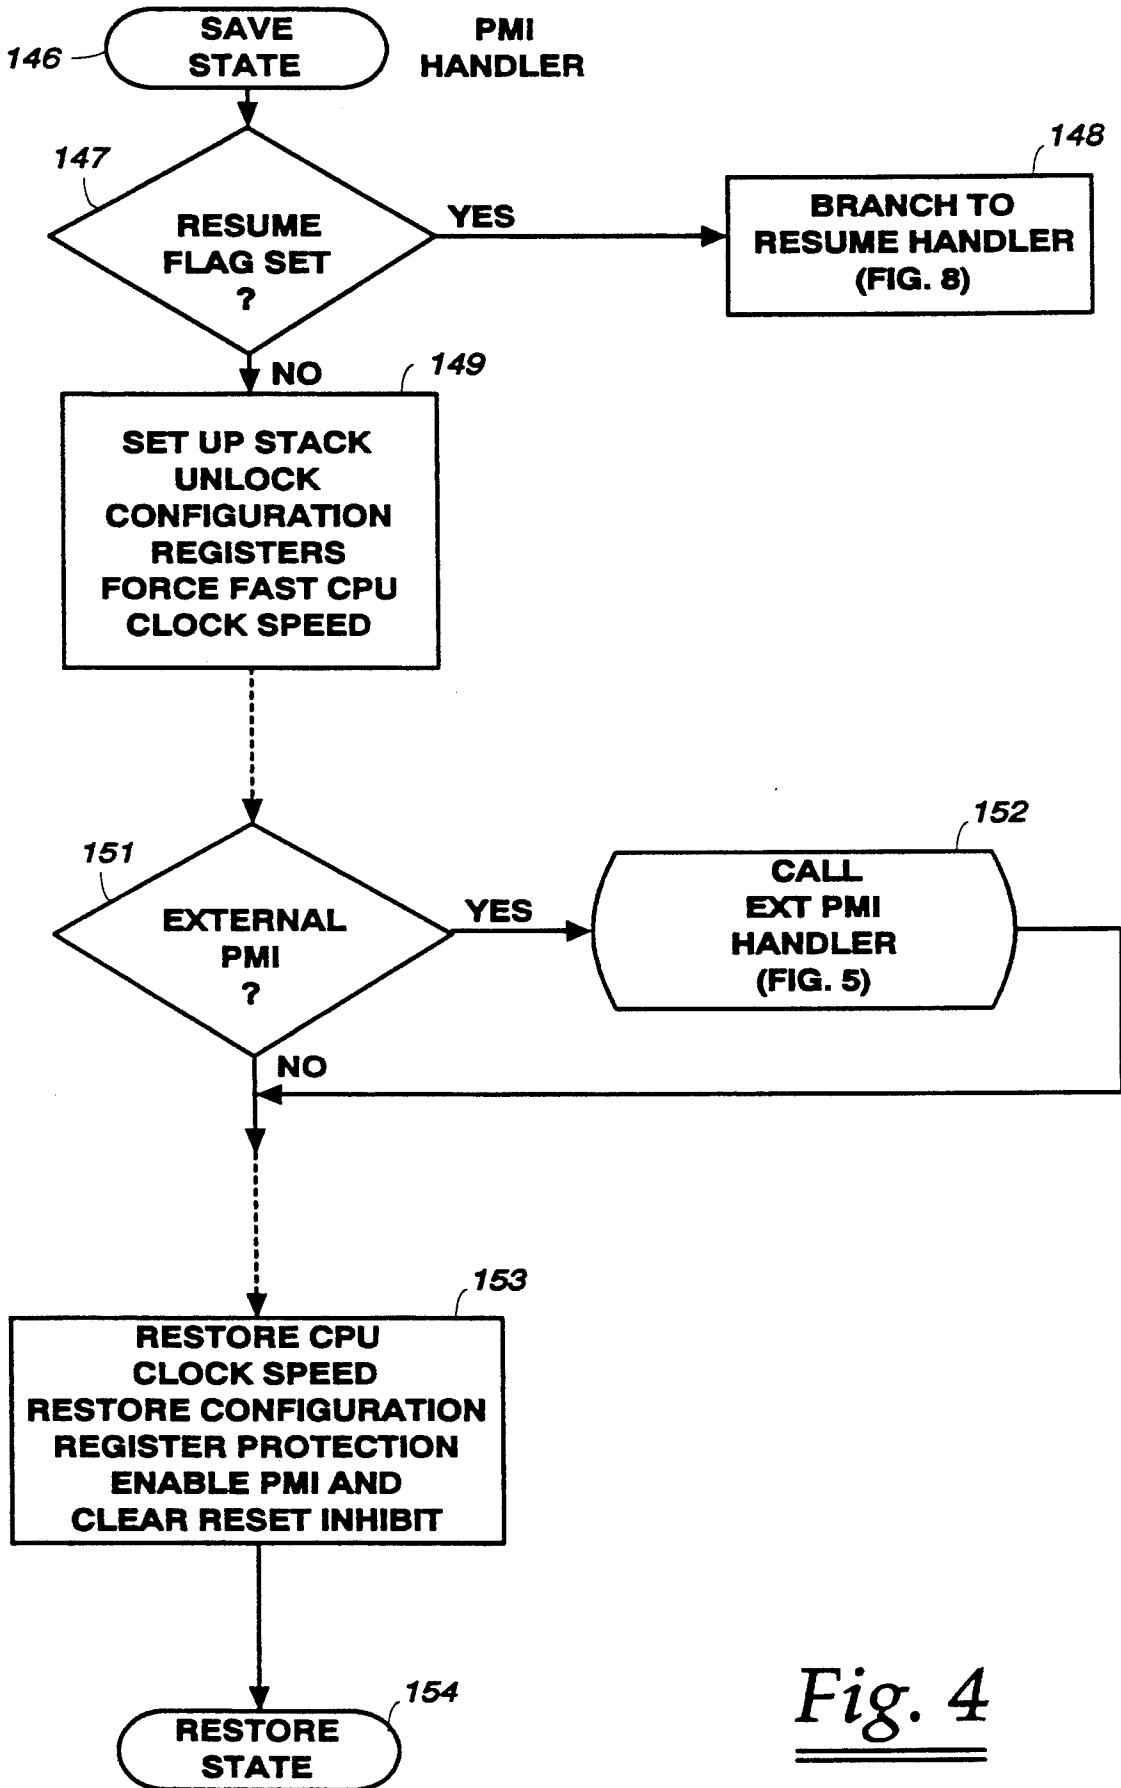 146
SAVE
STATE
PMI
HANDLER
147
RESUME
FLAG SET
?
YES
148
BRANCH TO
RESUME HANDLER
(FIG. 8)
NO
149
SET UP STACK
UNLOCK
CONFIGURATION
REGISTERS
FORCE FAST CPU
CLOCK SPEED
151
EXTERNAL
PMI
?
YES
152
CALL
EXT PMI
HANDLER
(FIG. 5)
NO
153
RESTORE CPU
CLOCK SPEED
RESTORE CONFIGURATION
REGISTER PROTECTION
ENABLE PMI AND
CLEAR RESET INHIBIT
154
RESTORE
STATE
Fig. 4